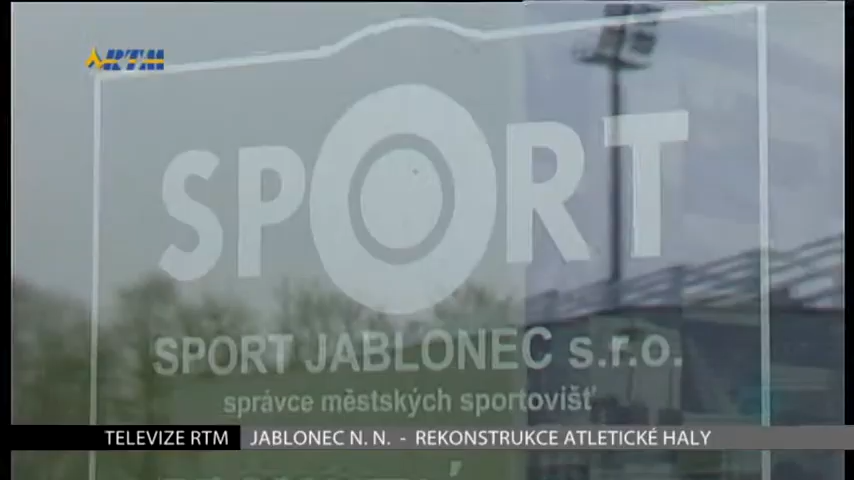 RTM
SPORT
SPORT JABLONEC s.r.o.
správce městských sportovišť
TELEVIZE RTM JABLONEC N. N. - REKONSTRUKCE ATLETICKÉ HALY